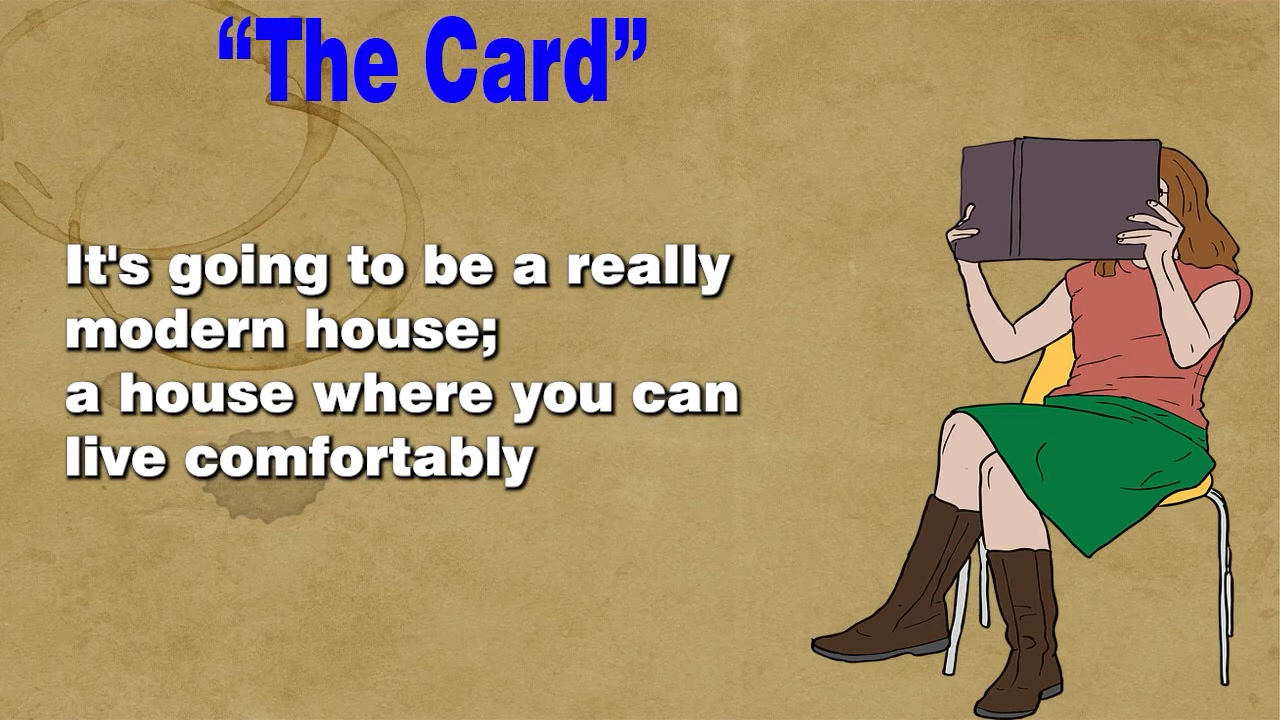 “The Card”
It's going to be a really
modern house;
a house where you can
live comfortably